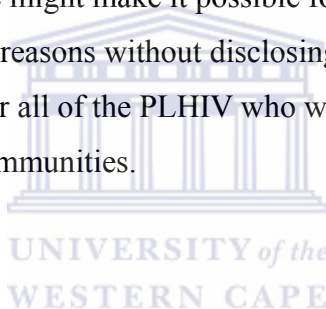 might make it possible fo
reasons without disclosing
r all of the PLHIV who w
mmunities.
UNIVERSITY of the
WESTERN CAPE